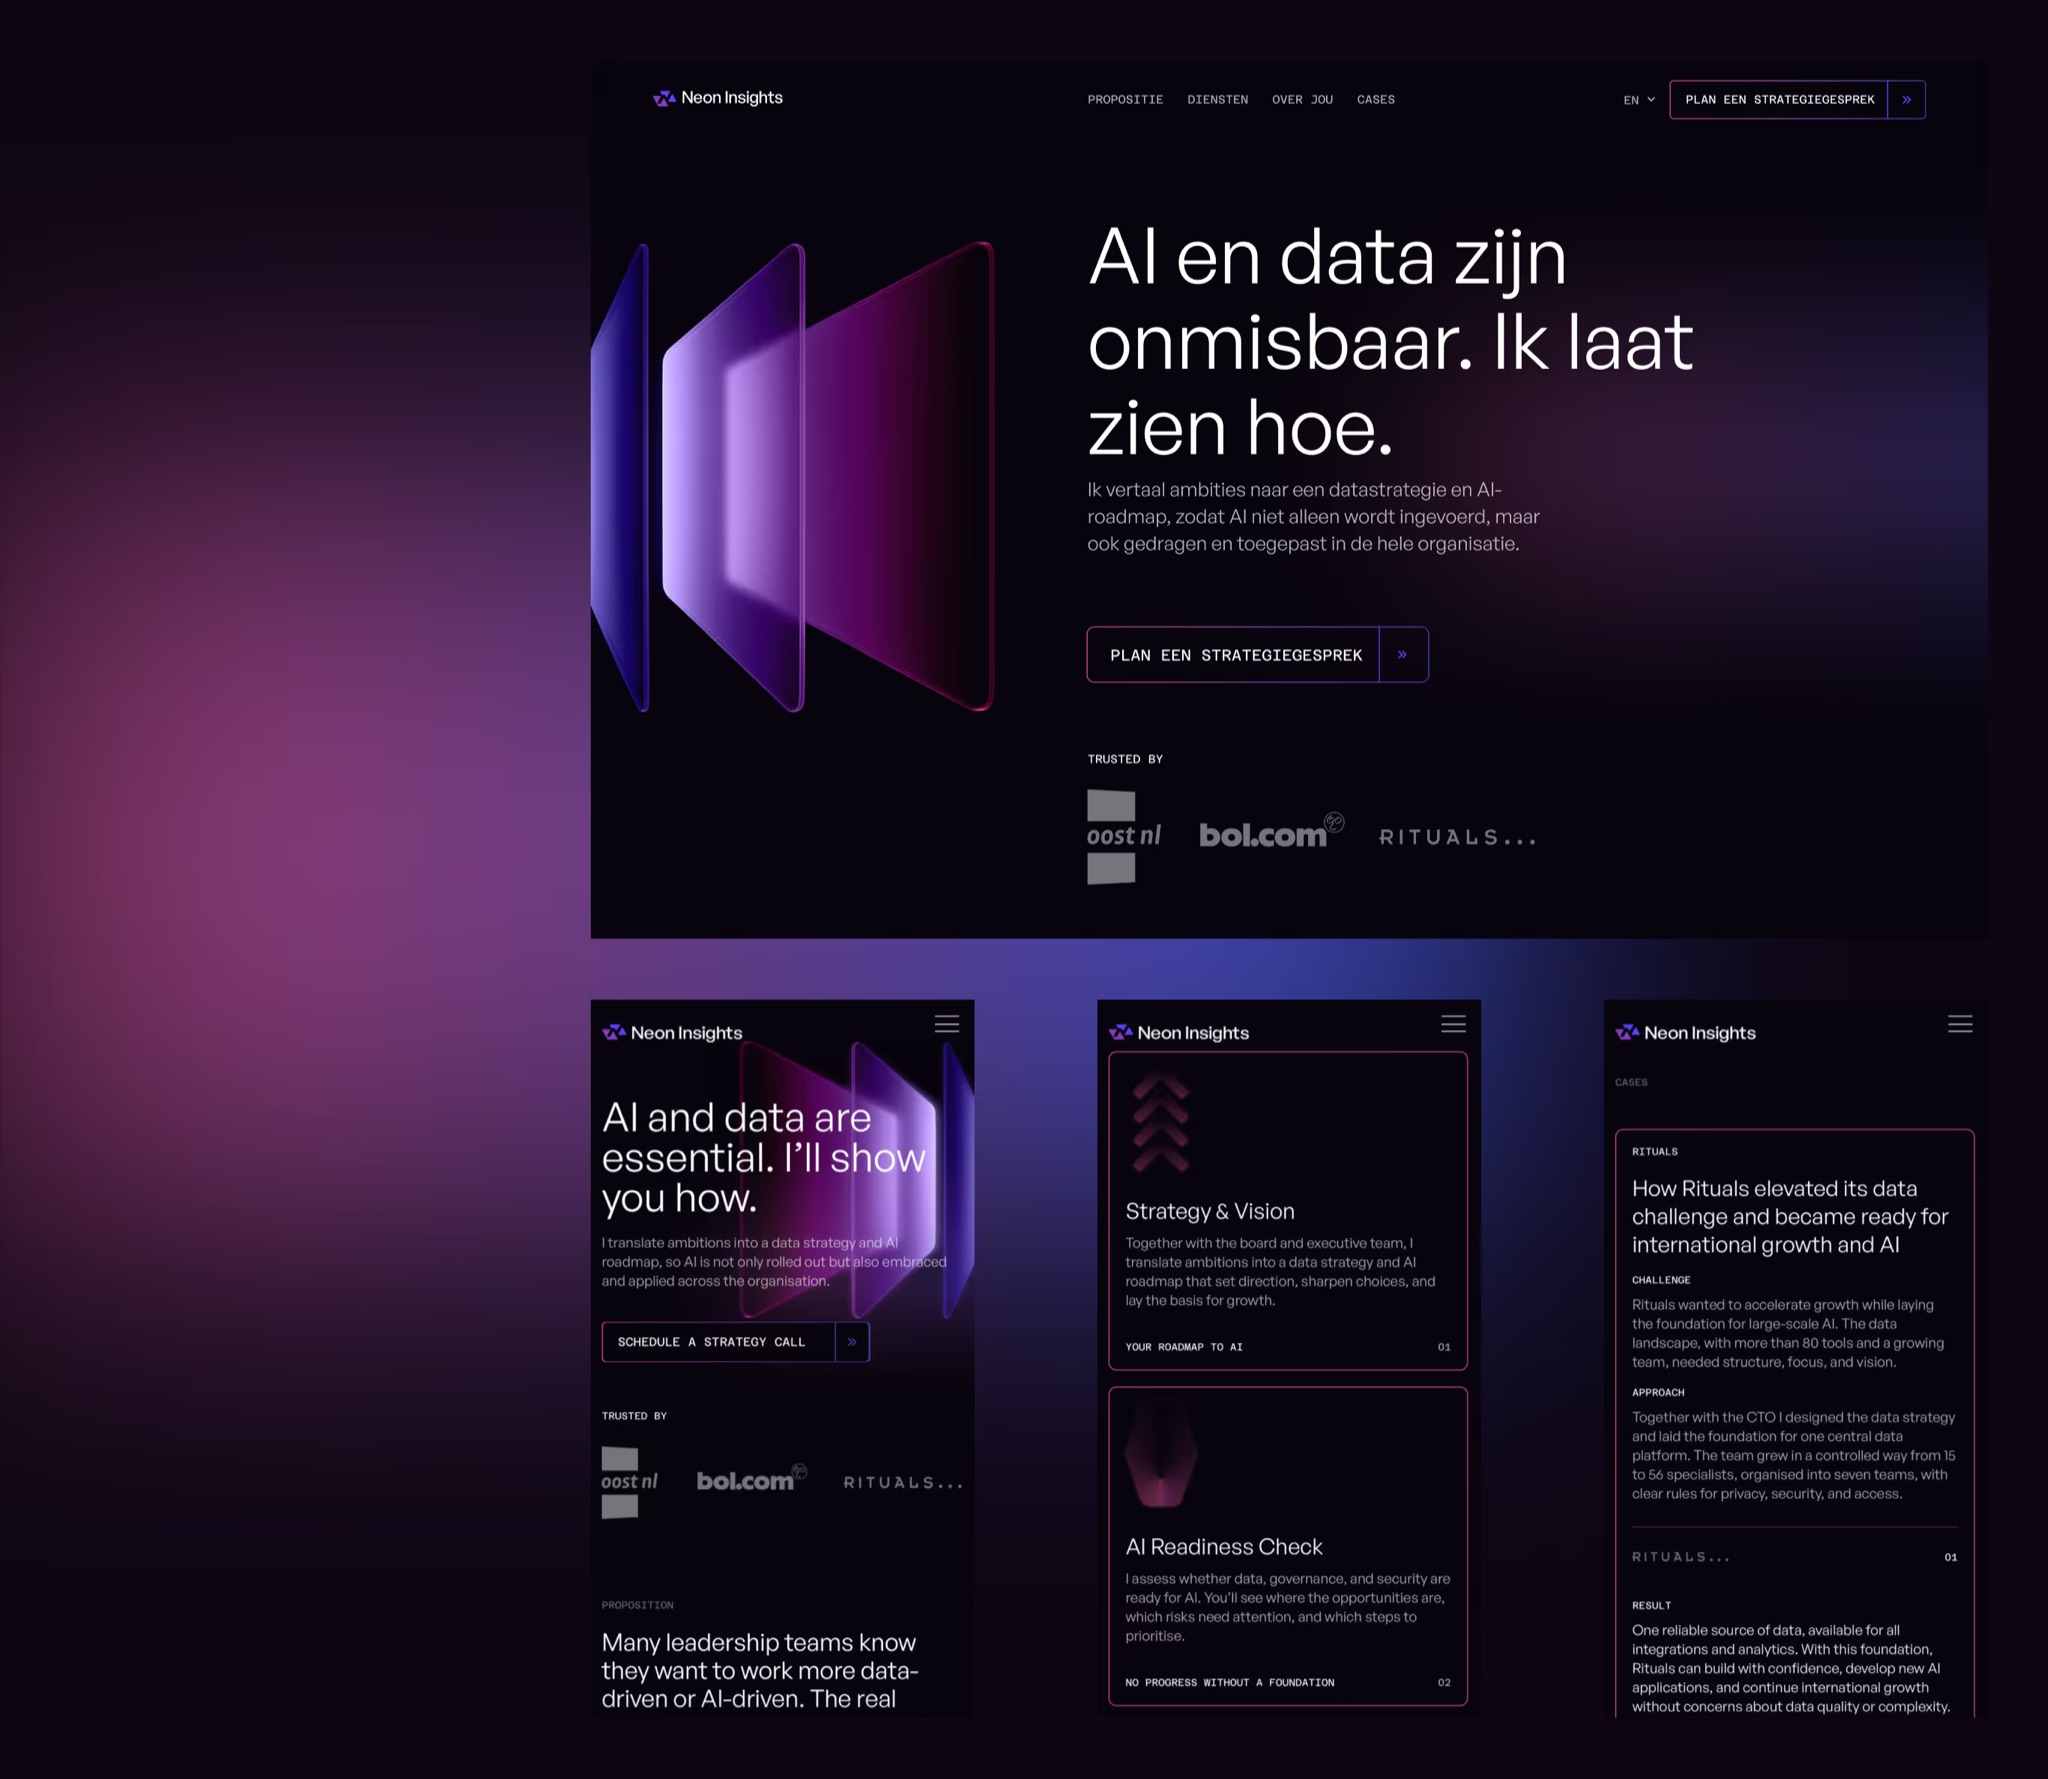 Neon Insights
PROPOSITIE DIENSTEN OVER JOU CASES
EN
PLAN EEN STRATEGIEGESPREK
AI en data zijn
onmisbaar. Ik laat
zien hoe.
Ik vertaal ambities naar een datastrategie en AI-
roadmap, zodat AI niet alleen wordt ingevoerd, maar
ook gedragen en toegepast in de hele organisatie.
PLAN EEN STRATEGIEGESPREK
TRUSTED BY
oost nl
bol.com
RITUALS...
Neon Insights
AI and data are
essential. I’ll show
you how.
I translate ambitions into a data strategy and AI
roadmap, so AI is not only rolled out but also embraced
and applied across the organisation.
SCHEDULE A STRATEGY CALL
TRUSTED BY
oost nl
bol.com
RITUALS...
PROPOSITION
Many leadership teams know
they want to work more data-
driven or AI-driven. The real
Neon Insights
Strategy & Vision
Together with the board and executive team, I
translate ambitions into a data strategy and AI
roadmap that set direction, sharpen choices, and
lay the basis for growth.
YOUR ROADMAP TO AI 01
AI Readiness Check
I assess whether data, governance, and security are
ready for AI. You’ll see where the opportunities are,
which risks need attention, and which steps to
prioritise.
NO PROGRESS WITHOUT A FOUNDATION 02
Neon Insights
CASES
RITUALS
How Rituals elevated its data
challenge and became ready for
international growth and AI
CHALLENGE
Rituals wanted to accelerate growth while laying
the foundation for large-scale AI. The data
landscape, with more than 80 tools and a growing
team, needed structure, focus, and vision.
APPROACH
Together with the CTO I designed the data strategy
and laid the foundation for one central data
platform. The team grew in a controlled way from 15
to 56 specialists, organised into seven teams, with
clear rules for privacy, security, and access.
RITUALS... 01
RESULT
One reliable source of data, available for all
integrations and analytics. With this foundation,
Rituals can build with confidence, develop new AI
applications, and continue international growth
without concerns about data quality or complexity.